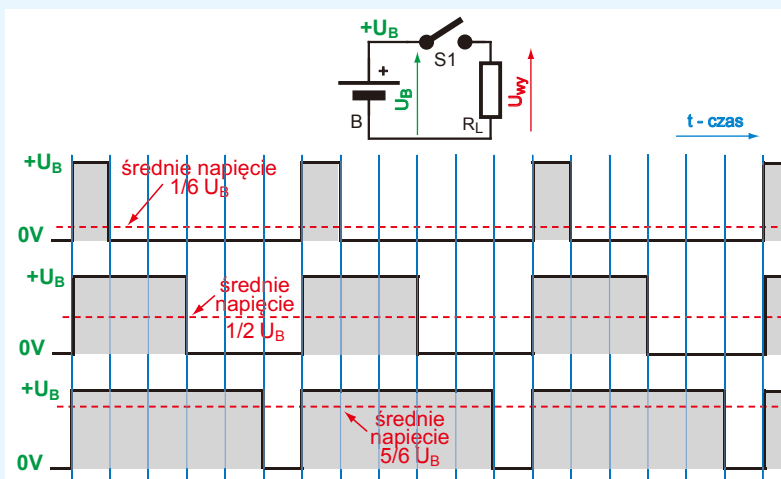 +UB
S1
+
UB
Uwy
B
RL
t - czas
+UB
średnie napięcie
1/6 UB
0V
+UB
średnie
napięcie
1/2 UB
0V
+UB
średnie
napięcie
5/6 UB
0V